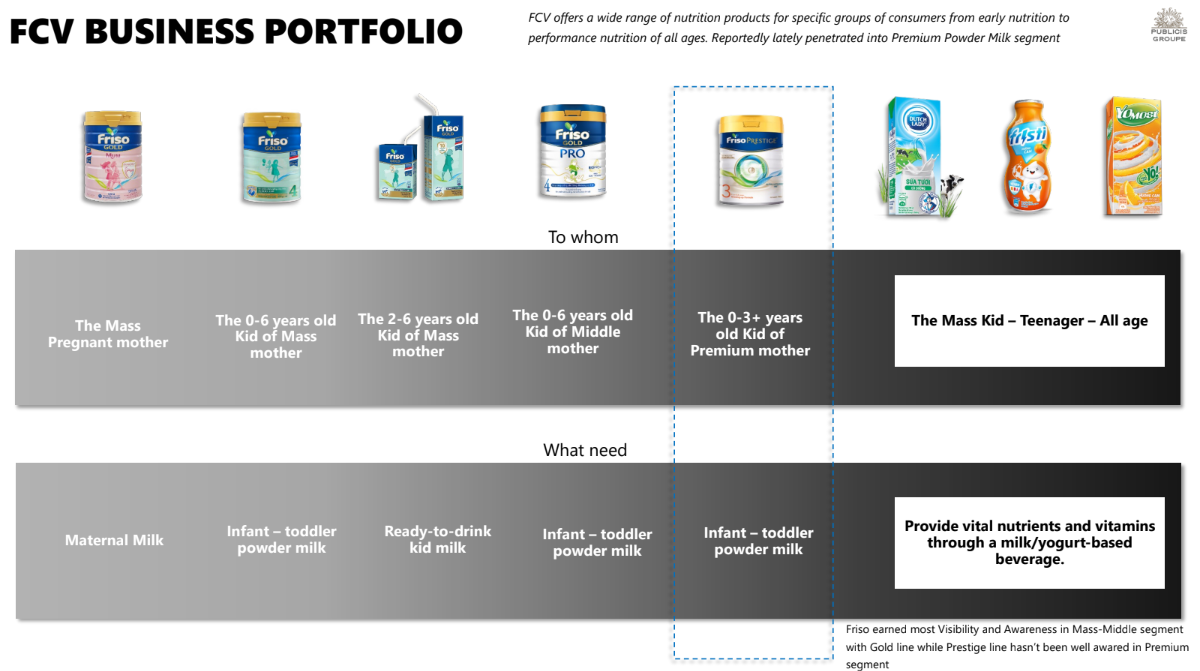 FCV BUSINESS PORTFOLIO
FCV offers a wide range of nutrition products for specific groups of consumers from early nutrition to
performance nutrition of all ages. Reportedly lately penetrated into Premium Powder Milk segment
PUBLICIS
GROUPE
Friso
GOLD
Mum
Friso
GOLD
4
Friso
GOLD
Friso
GOLD
Friso
GOLD
PRO
4
Friso PRESTIGE
3
DUTCH
LADY
Fristi
YOMOST
Yo!
To whom
The Mass
Pregnant mother
The 0-6 years old
Kid of Mass
mother
The 2-6 years old
Kid of Mass
mother
The 0-6 years old
Kid of Middle
mother
The 0-3+ years
old Kid of
Premium mother
The Mass Kid – Teenager – All age
What need
Maternal Milk
Infant – toddler
powder milk
Ready-to-drink
kid milk
Infant – toddler
powder milk
Infant – toddler
powder milk
Provide vital nutrients and vitamins
through a milk/yogurt-based
beverage.
Friso earned most Visibility and Awareness in Mass-Middle segment
with Gold line while Prestige line hasn't been well awared in Premium
segment